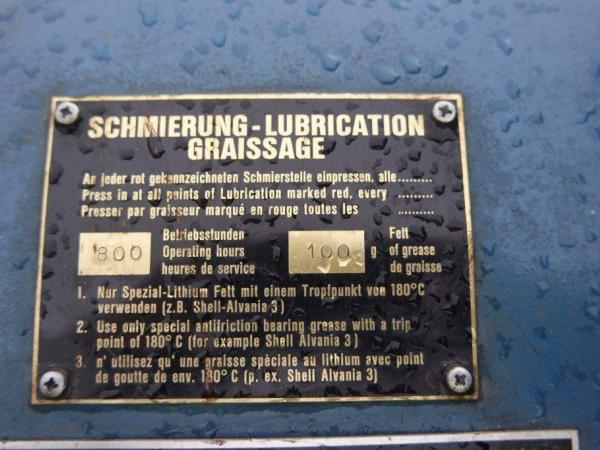 SCHMIERUNG-LUBRICATION
GRAISSAGE
An jeder rot gekennzeichneten Schmierstelle einpressen, alle.........
Press in at all points of Lubrication marked red, every .........
Presser par graisseur marqué en rouge toutes les .........
Betriebsstunden Fett
800 Operating hours 100 g of grease
heures de service de graisse
1. Nur Spezial-Lithium Fett mit einem Tropfpunkt von 180°C
verwenden (z.B. Shell-Alvania 3)
2. Use only special antifriction bearing grease with a trip
point of 180° C (for example Shell Alvania 3)
3. n' utilisez qu' une graisse spèciale au lithium avec point
de goutte de env. 180° C (p. ex. Shell Alvania 3)